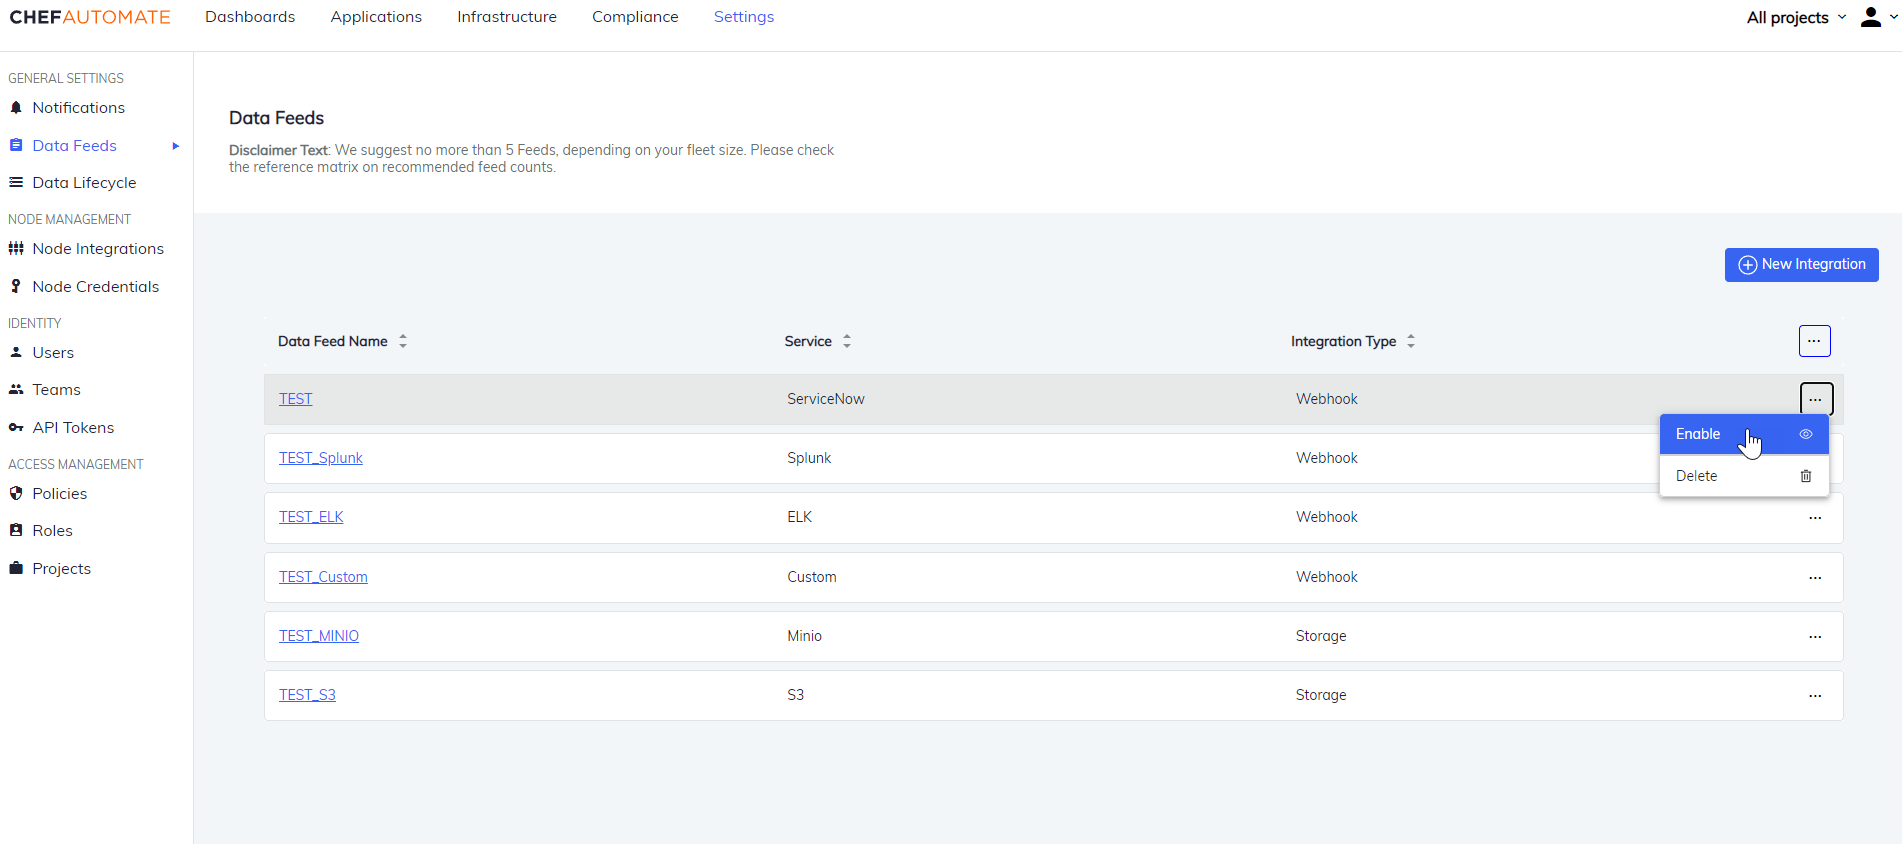 CHEFAUTOMATE
Dashboards
Applications
Infrastructure
Compliance
Settings
All projects
GENERAL SETTINGS
Notifications
Data Feeds
Data Lifecycle
NODE MANAGEMENT
Node Integrations
Node Credentials
IDENTITY
Users
Teams
API Tokens
ACCESS MANAGEMENT
Policies
Roles
Projects
Data Feeds
Disclaimer Text: We suggest no more than 5 Feeds, depending on your fleet size. Please check
the reference matrix on recommended feed counts.
New Integration
Data Feed Name Service Integration Type ...
TEST ServiceNow Webhook ...
Enable
Delete
TEST_Splunk Splunk Webhook
TEST_ELK ELK Webhook ...
TEST_Custom Custom Webhook ...
TEST_MINIO Minio Storage ...
TEST_S3 S3 Storage ...